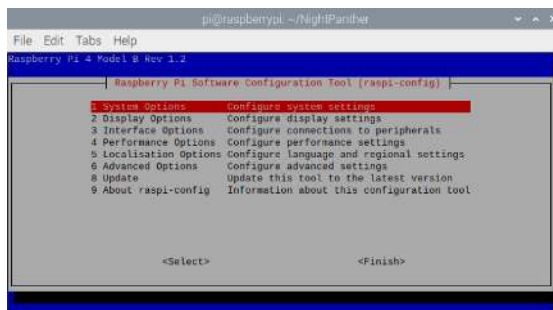 pi@raspberrypi: ~/NightPanther
File Edit Tabs Help
Raspberry Pi 4 Model B Rev 1.2
Raspberry Pi Software Configuration Tool (raspi-config)
1 System Options Configure system settings
2 Display Options Configure display settings
3 Interface Options Configure connections to peripherals
4 Performance Options Configure performance settings
5 Localisation Options Configure language and regional settings
6 Advanced Options Configure advanced settings
8 Update Update this tool to the latest version
9 About raspi-config Information about this configuration tool
<Select> <Finish>